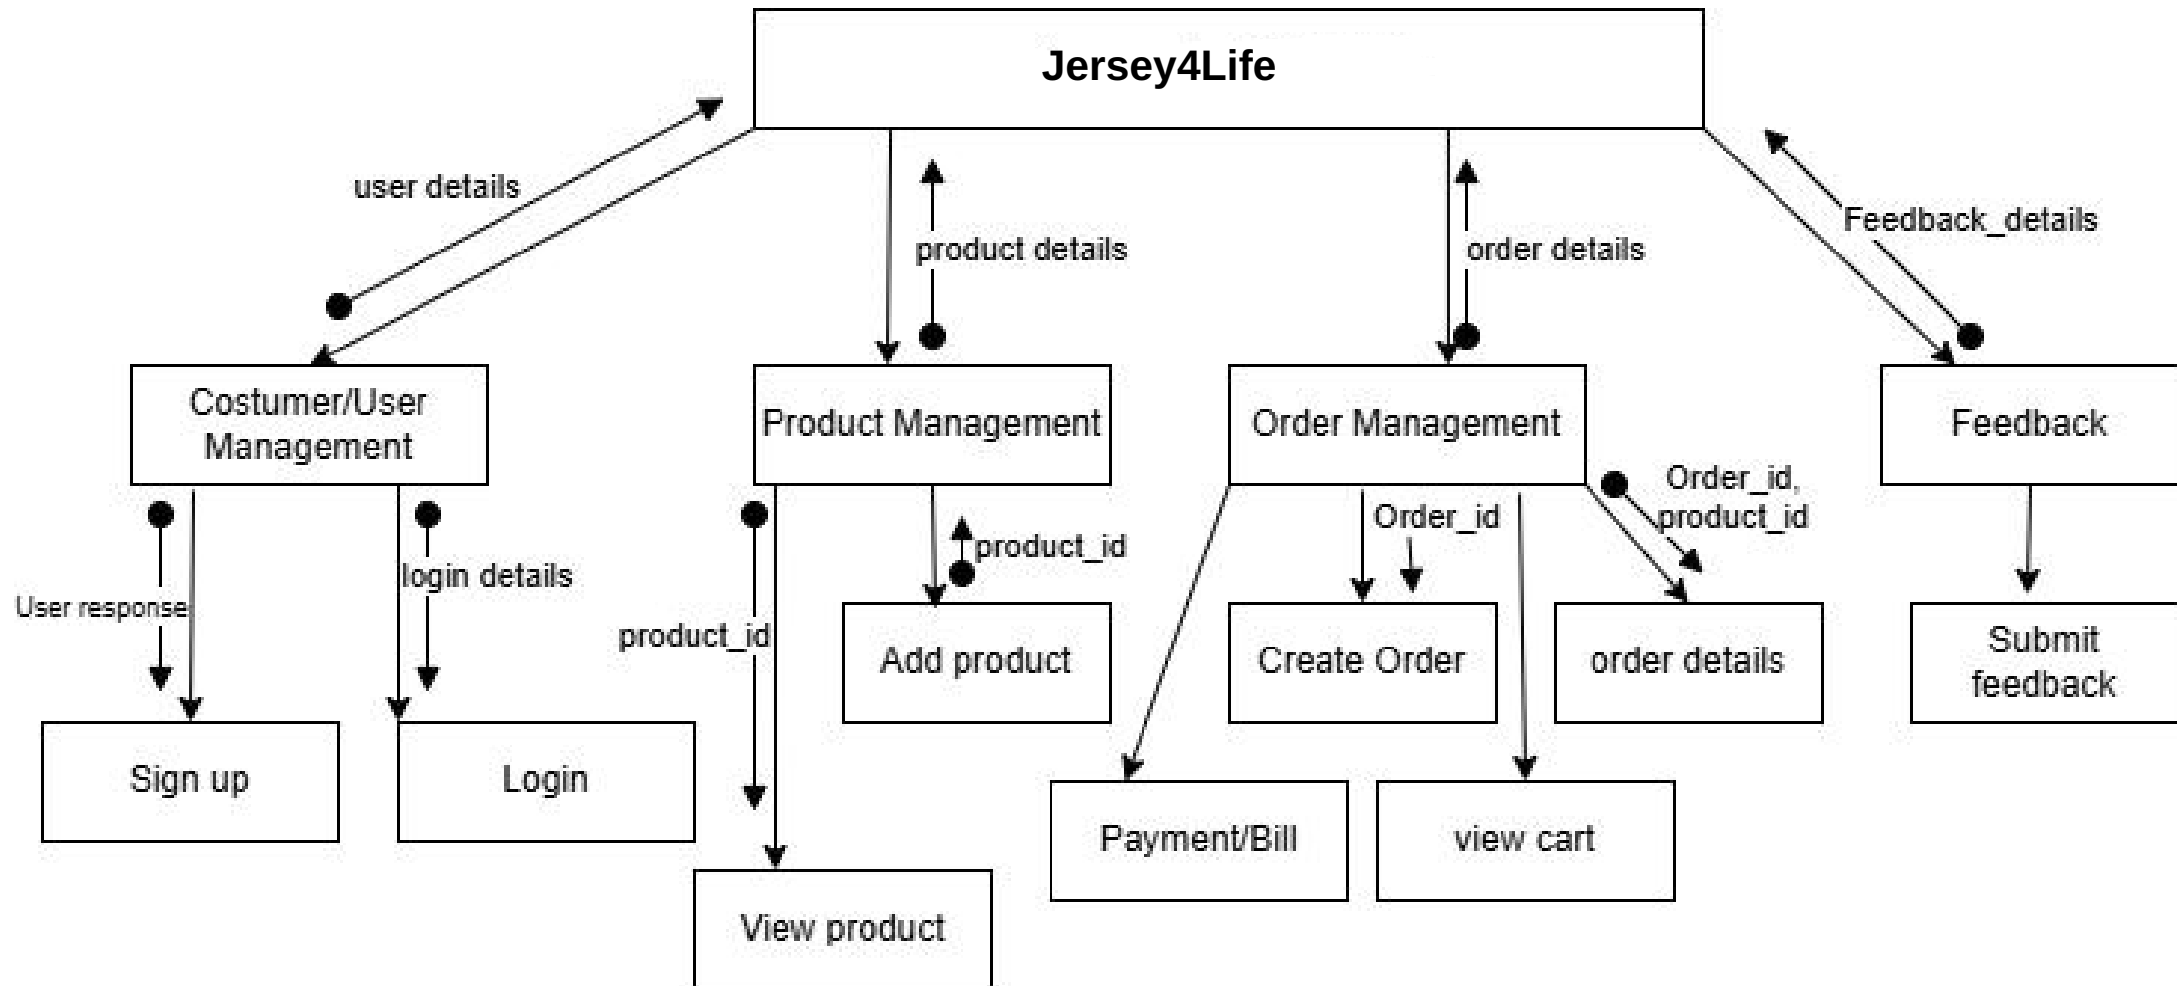 Jersey4Life
user details
product details
order details
Feedback_details
Costumer/User
Management
Product Management
Order Management
Feedback
Order_id,
product_id
Order_id
product_id
login details
User response
product_id
Add product
Create Order
order details
Submit
feedback
Sign up
Login
Payment/Bill
view cart
View product